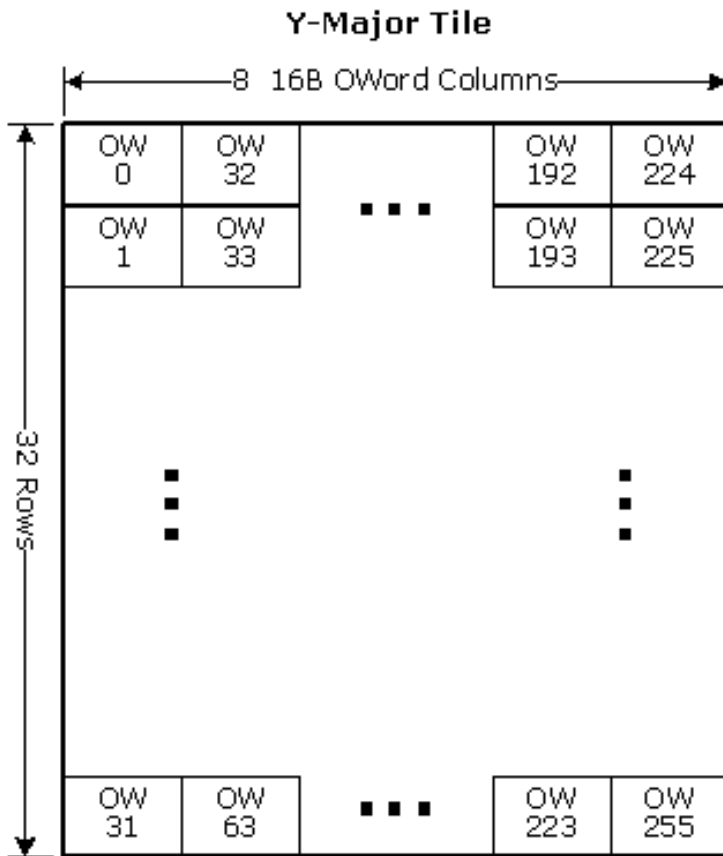 Y-Major Tile
8 16B OWord Columns
OW
0
OW
32
OW
192
OW
224
OW
1
OW
33
OW
193
OW
225
32 Rows
OW
31
OW
63
OW
223
OW
255